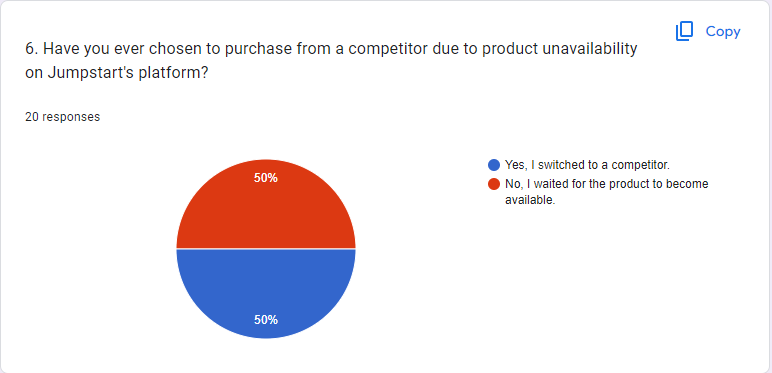 Copy
6. Have you ever chosen to purchase from a competitor due to product unavailability
on Jumpstart's platform?
20 responses
50%
50%
Yes, I switched to a competitor.
No, I waited for the product to become
available.